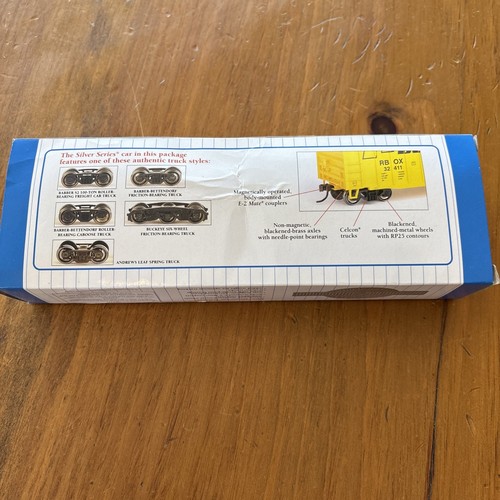 The Silver Series® car in this package
features one of these authentic truck styles:
BARBER S2 100-TON ROLLER-
BEARING FREIGHT CAR TRUCK
BARBER-BETTENDORF
FRICTION-BEARING TRUCK
BARBER-BETTENDORF ROLLER-
BEARING CABOOSE TRUCK
BUCKEYE SIX-WHEEL
FRICTION-BEARING TRUCK
ANDREWS LEAF SPRING TRUCK
RBOX
32 411
Magnetically operated,
body-mounted
E-Z Mate® couplers
Non-magnetic,
blackened-brass axles
with needle-point bearings
Celcon®
trucks
Blackened,
machined-metal wheels
with RP25 contours